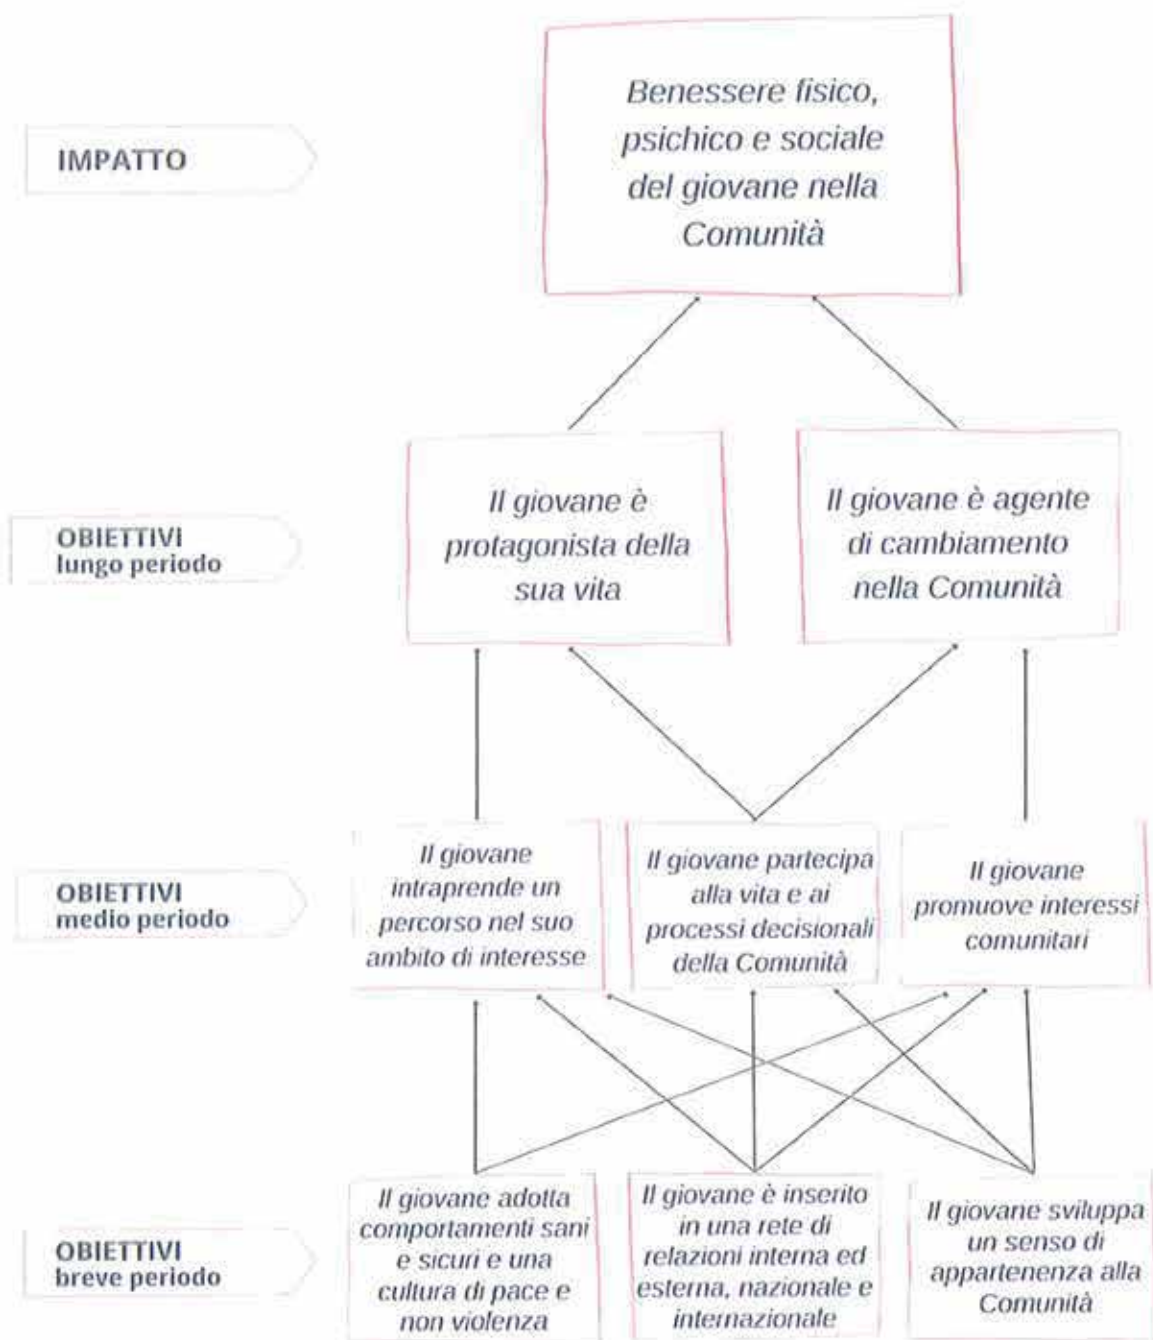 IMPATTO
Benessere fisico,
psichico e sociale
del giovane nella
Comunità
OBIETTIVI
lungo periodo
Il giovane è
protagonista della
sua vita
Il giovane è agente
di cambiamento
nella Comunità
OBIETTIVI
medio periodo
Il giovane
intraprende un
percorso nel suo
ambito di interesse
Il giovane partecipa
alla vita e ai
processi decisionali
della Comunità
Il giovane
promuove interessi
comunitari
OBIETTIVI
breve periodo
Il giovane adotta
comportamenti sani
e sicuri e una
cultura di pace e
non violenza
Il giovane è inserito
in una rete di
relazioni interna ed
esterna, nazionale e
internazionale
Il giovane sviluppa
un senso di
appartenenza alla
Comunità